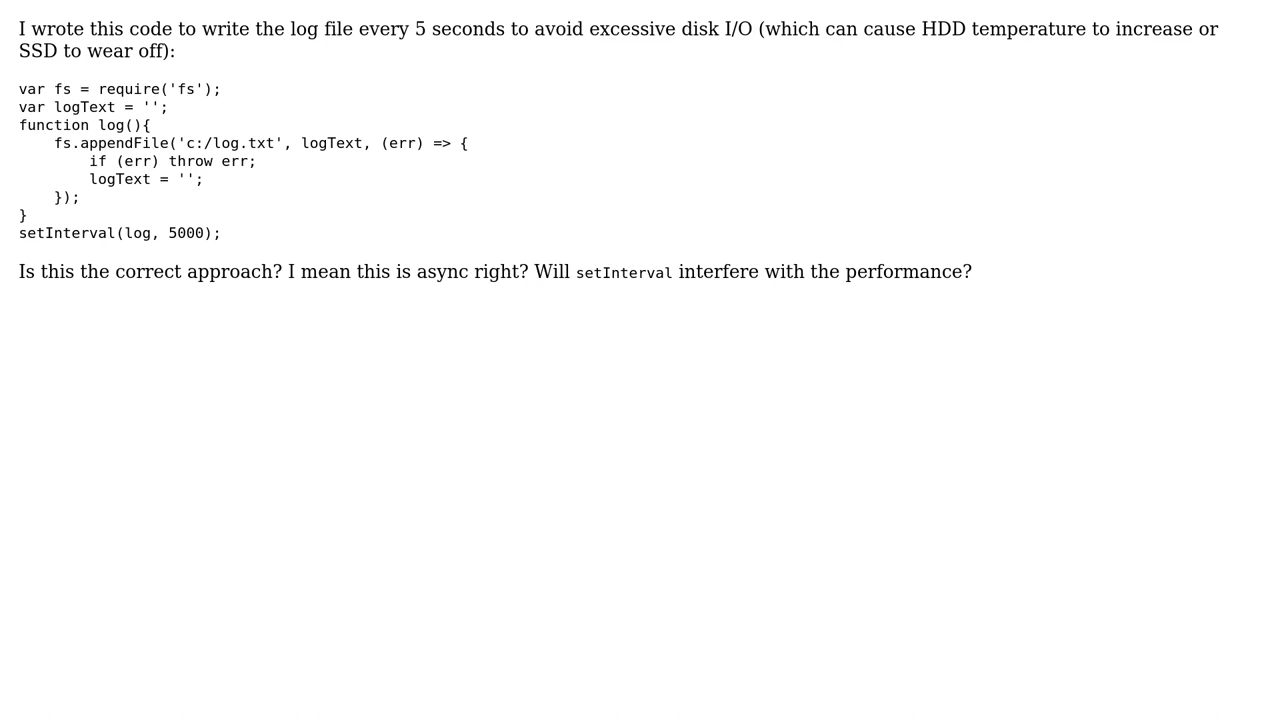 I wrote this code to write the log file every 5 seconds to avoid excessive disk I/O (which can cause HDD temperature to increase or
SSD to wear off):
var fs = require('fs');
var logText = '';
function log(){
    fs.appendFile('c:/log.txt', logText, (err) => {
        if (err) throw err;
        logText = '';
    });
}
setInterval(log, 5000);
Is this the correct approach? I mean this is async right? Will setInterval interfere with the performance?